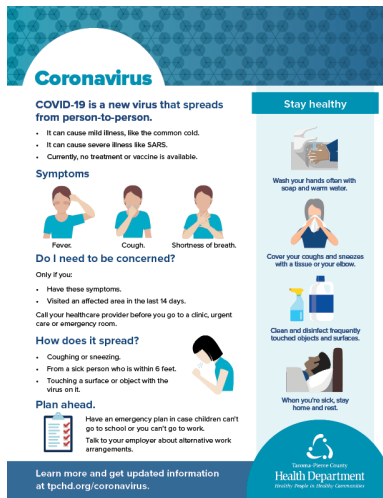 Coronavirus
COVID-19 is a new virus that spreads
from person-to-person.
• It can cause mild illness, like the common cold.
• It can cause severe illness like SARS.
• Currently, no treatment or vaccine is available.
Symptoms
Fever.
Cough.
Shortness of breath.
Do I need to be concerned?
Only if you:
• Have these symptoms.
• Visited an affected area in the last 14 days.
Call your healthcare provider before you go to a clinic, urgent
care or emergency room.
How does it spread?
• Coughing or sneezing.
• From a sick person who is within 6 feet.
• Touching a surface or object with the
virus on it.
Plan ahead.
Have an emergency plan in case children can't
go to school or you can't go to work.
Talk to your employer about alternative work
arrangements.
Stay healthy
Wash your hands often with
soap and warm water.
Cover your coughs and sneezes
with a tissue or your elbow.
Clean and disinfect frequently
touched objects and surfaces.
When you're sick, stay
home and rest.
Learn more and get updated information
at tpchd.org/coronavirus.
Tacoma-Pierce County
Health Department
Healthy People in Healthy Communities